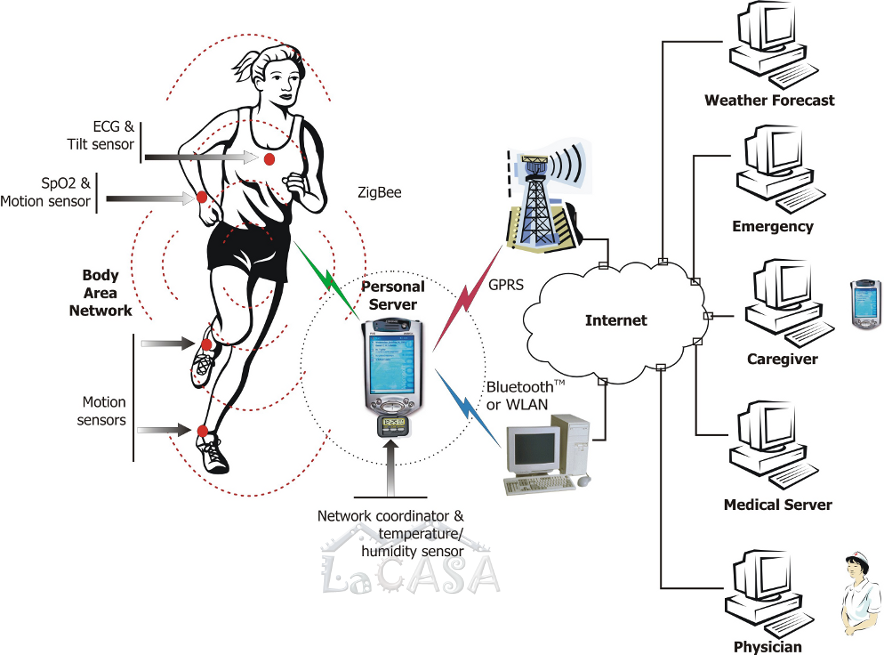 ECG &
Tilt sensor
SpO2 &
Motion sensor
ZigBee
Body
Area
Network
Motion
sensors
Personal
Server
Network coordinator &
temperature/
humidity sensor
LaCASA
GPRS
Bluetooth™
or WLAN
Internet
Weather Forecast
Emergency
Caregiver
Medical Server
Physician